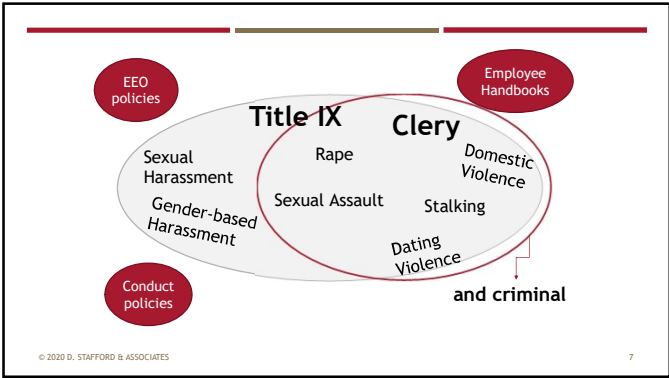 EEO
policies
Employee
Handbooks
Title IX
Clery
Sexual
Harassment
Gender-based
Harassment
Rape
Sexual Assault
Domestic
Violence
Stalking
Dating
Violence
Conduct
policies
and criminal
© 2020 D. STAFFORD & ASSOCIATES
7